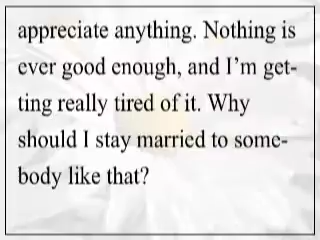 appreciate anything. Nothing is
ever good enough, and I'm get-
ting really tired of it. Why
should I stay married to some-
body like that?